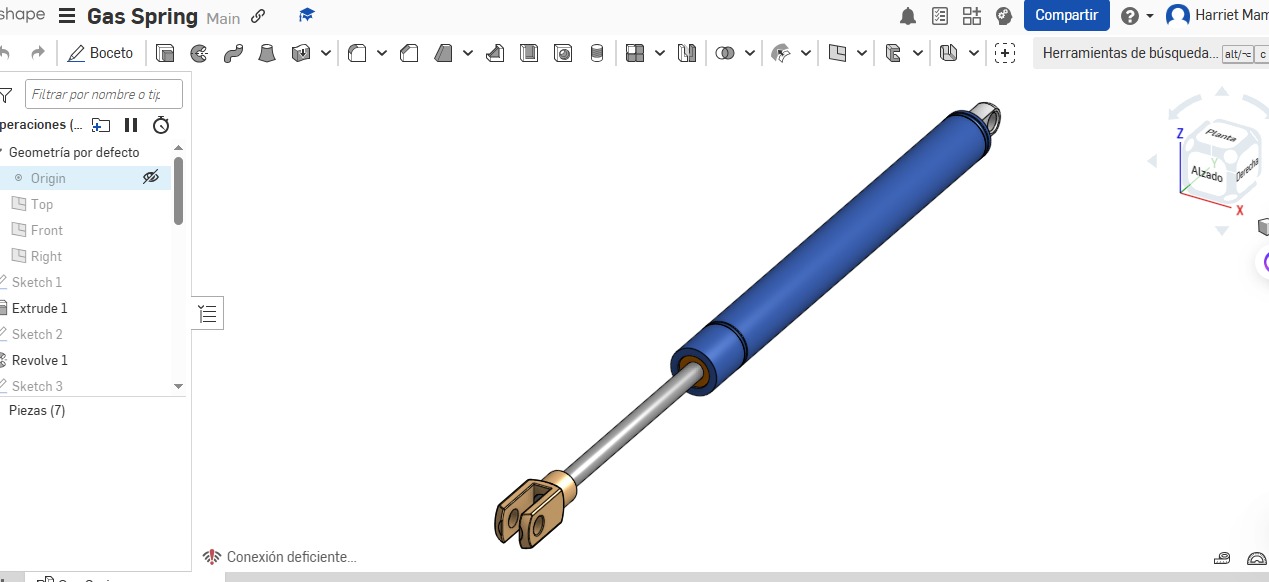 shape Gas Spring Main Compartir Harriet Mam
Boceto Herramientas de búsqueda... alt/⌥ c
Filtrar por nombre o tip
peraciones (...
Geometría por defecto
Origin
Top
Front
Right
Sketch 1
Extrude 1
Sketch 2
Revolve 1
Sketch 3
Piezas (7)
Z
Planta
Y
Alzado
Derecha
X
Conexión deficiente...